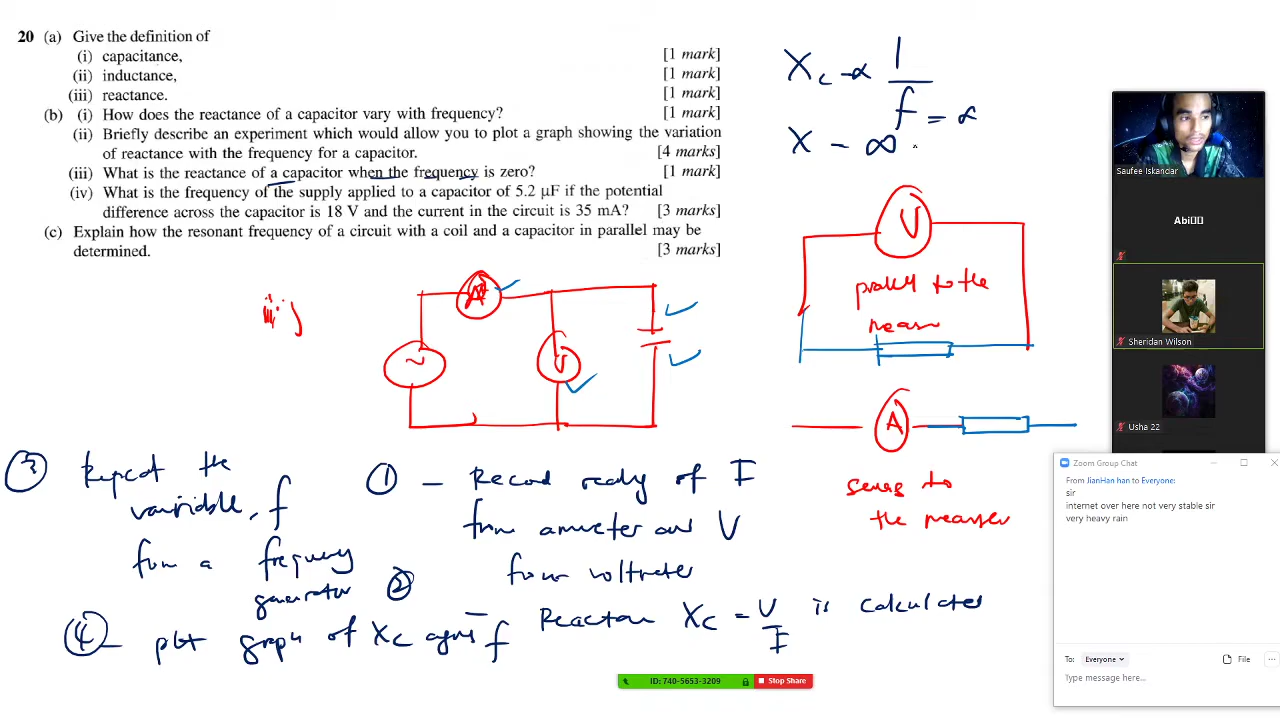 20 (a) Give the definition of
(i) capacitance, [1 mark]
(ii) inductance, [1 mark]
(iii) reactance. [1 mark]
(b) (i) How does the reactance of a capacitor vary with frequency? [1 mark]
(ii) Briefly describe an experiment which would allow you to plot a graph showing the variation
of reactance with the frequency for a capacitor. [4 marks]
(iii) What is the reactance of a capacitor when the frequency is zero? [1 mark]
(iv) What is the frequency of the supply applied to a capacitor of 5.2 μF if the potential
difference across the capacitor is 18 V and the current in the circuit is 35 mA? [3 marks]
(c) Explain how the resonant frequency of a circuit with a coil and a capacitor in parallel may be
determined. [3 marks]
Xc - ∝ 1
f = ∝
X - ∞
V
to the
A
V
A
to
the
③ Repeat the
variable, f
from a frequency
generator
① - Record of I
from ammeter and V
from voltmeter
② - Xc = V/I is calculated
④ - plot graph of Xc f
Saufee Iskandar
Abi
Sheridan Wilson
Usha 22
Zoom Group Chat
From JianHan han to Everyone:
sir
internet over here not very stable sir
very heavy rain
To: Everyone
File
Type message here...
ID: 740-5653-3209
Stop Share